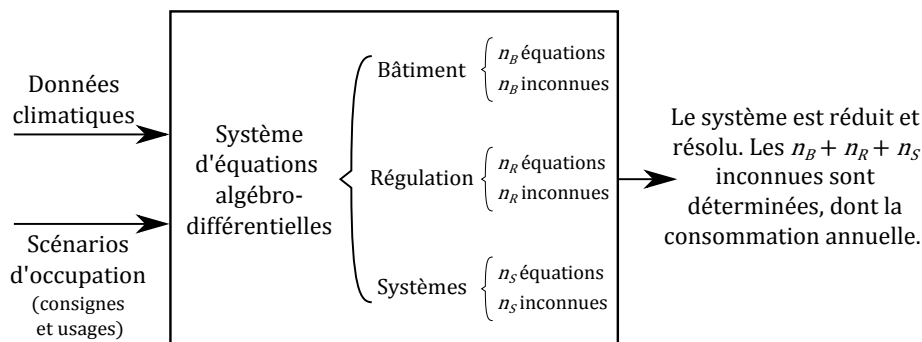 Données
climatiques
Scénarios
d'occupation
(consignes
et usages)
Système
d'équations
algébro-
différentielles
Bâtiment
n_B équations
n_B inconnues
Régulation
n_R équations
n_R inconnues
Systèmes
n_S équations
n_S inconnues
Le système est réduit et
résolu. Les n_B + n_R + n_S
inconnues sont
déterminées, dont la
consommation annuelle.